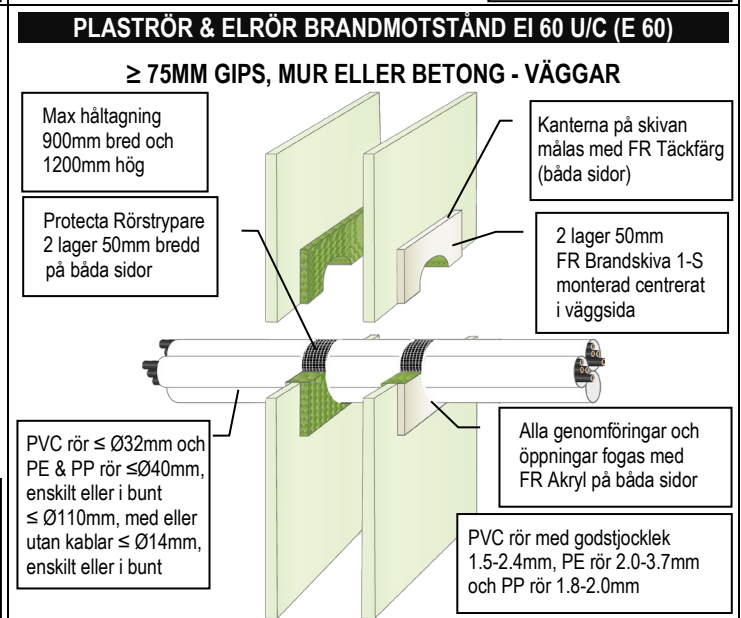 PLASTRÖR & ELRÖR BRANDMOTSTÅND EI 60 U/C (E 60)
≥ 75MM GIPS, MUR ELLER BETONG - VÄGGAR
Max håltagning
900mm bred och
1200mm hög
Kanterna på skivan
målas med FR Täckfärg
(båda sidor)
Protecta Rörstrypare
2 lager 50mm bredd
på båda sidor
2 lager 50mm
FR Brandskiva 1-S
monterad centrerat
i väggsida
PVC rör ≤ Ø32mm och
PE & PP rör ≤Ø40mm,
enskilt eller i bunt
≤ Ø110mm, med eller
utan kablar ≤ Ø14mm,
enskilt eller i bunt
Alla genomföringar och
öppningar fogas med
FR Akryl på båda sidor
PVC rör med godstjocklek
1.5-2.4mm, PE rör 2.0-3.7mm
och PP rör 1.8-2.0mm